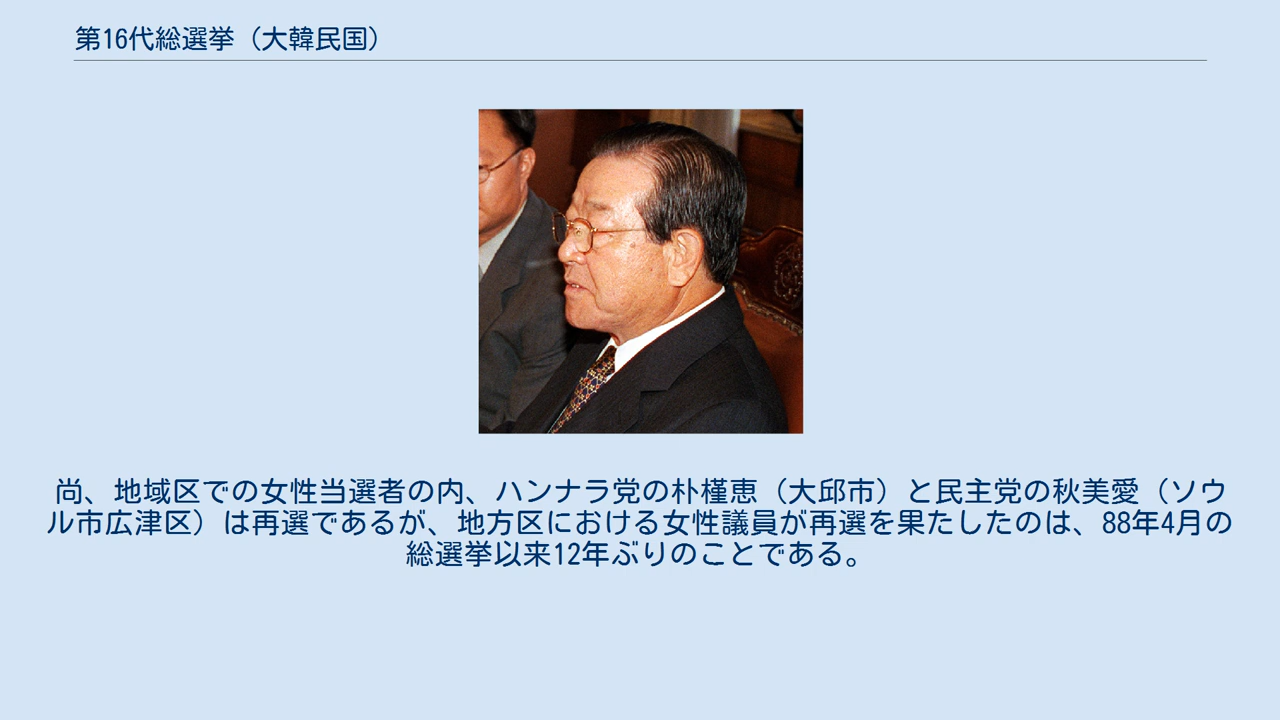 第16代総選挙（大韓民国）
尚、地域区での女性当選者の内、ハンナラ党の朴槿恵（大邱市）と民主党の秋美愛（ソウ
ル市広津区）は再選であるが、地方区における女性議員が再選を果たしたのは、88年4月の
総選挙以来12年ぶりのことである。